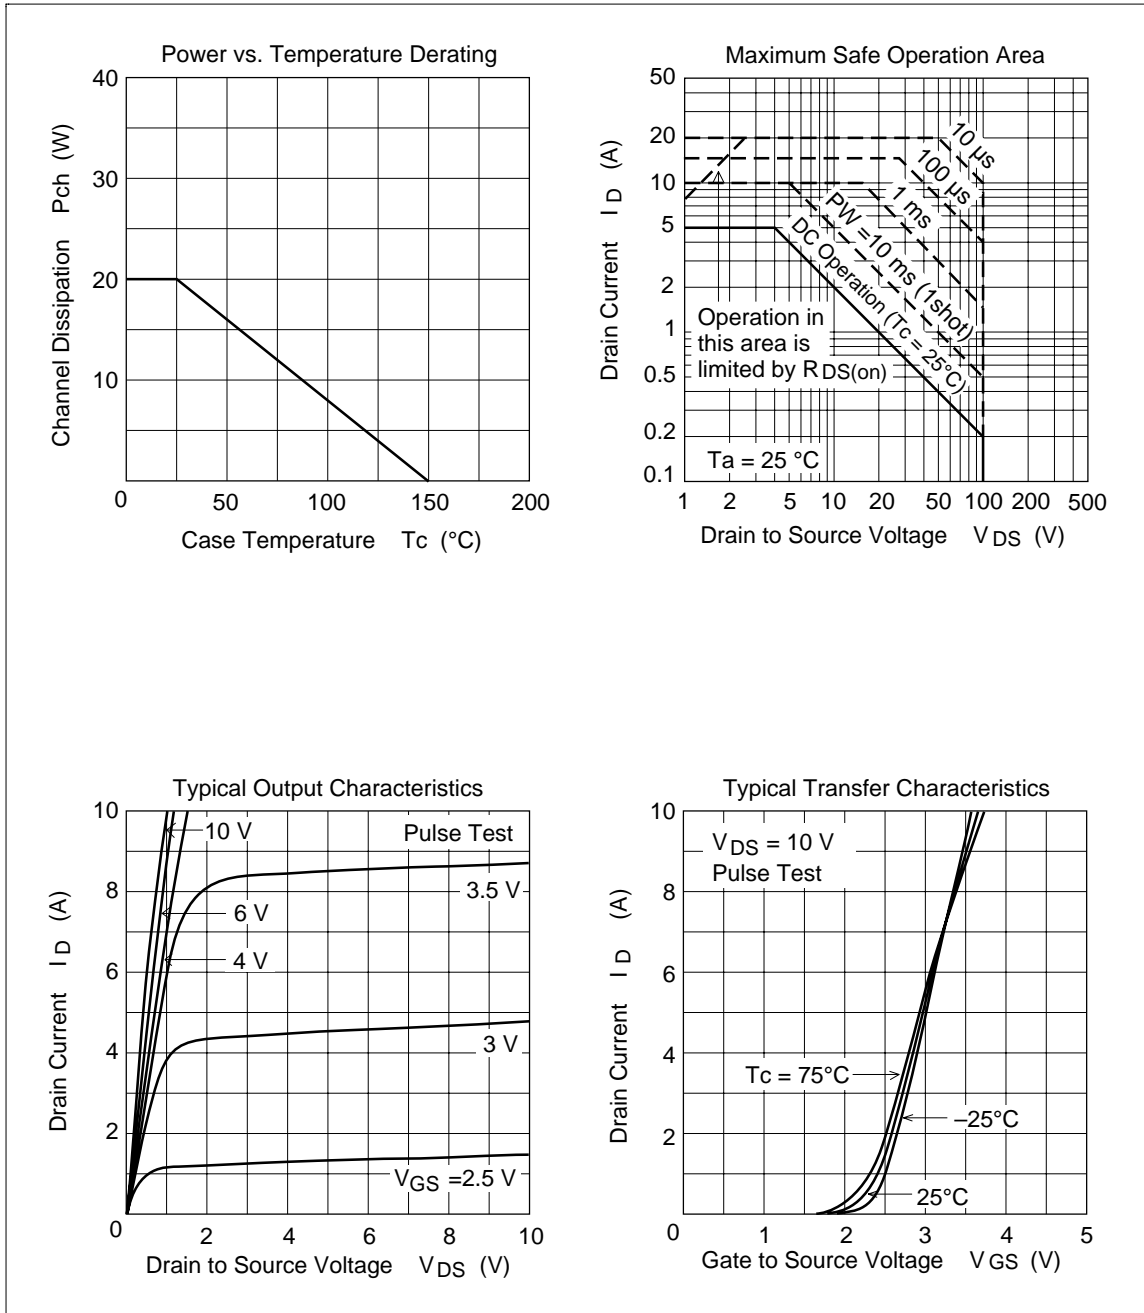 Power vs. Temperature Derating
40
30
20
10
0
50
100
150
200
Channel Dissipation Pch (W)
Case Temperature Tc (°C)
Maximum Safe Operation Area
50
20
10
5
2
1
0.5
0.2
0.1
1
2
5
10
20
50
100
200
500
Drain Current I D (A)
Drain to Source Voltage V DS (V)
10 µs
100 µs
1 ms
PW = 10 ms (1shot)
DC Operation (Tc = 25°C)
Operation in
this area is
limited by R DS(on)
Ta = 25 °C
Typical Output Characteristics
10
8
6
4
2
0
2
4
6
8
10
Drain Current I D (A)
Drain to Source Voltage V DS (V)
10 V
Pulse Test
3.5 V
6 V
4 V
3 V
V GS =2.5 V
Typical Transfer Characteristics
10
8
6
4
2
0
1
2
3
4
5
Drain Current I D (A)
Gate to Source Voltage V GS (V)
V DS = 10 V
Pulse Test
Tc = 75°C
–25°C
25°C